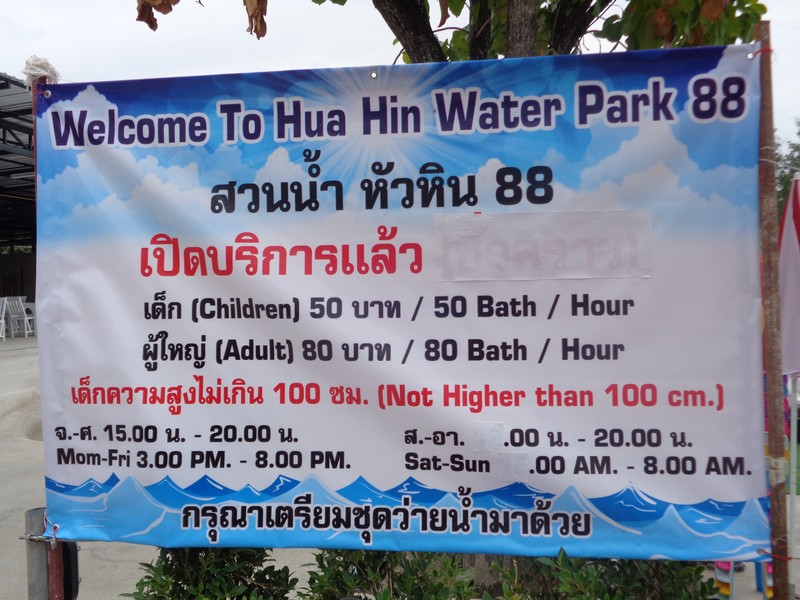 Welcome To Hua Hin Water Park 88
สวนน้ำ หัวหิน 88
เปิดบริการแล้ว
เด็ก (Children) 50 บาท / 50 Bath / Hour
ผู้ใหญ่ (Adult) 80 บาท / 80 Bath / Hour
เด็กความสูงไม่เกิน 100 ซม. (Not Higher than 100 cm.)
จ.-ศ. 15.00 น. - 20.00 น.
Mom-Fri 3.00 PM. - 8.00 PM.
ส.-อา. .00 น. - 20.00 น.
Sat-Sun .00 AM. - 8.00 AM.
กรุณาเตรียมชุดว่ายน้ำมาด้วย